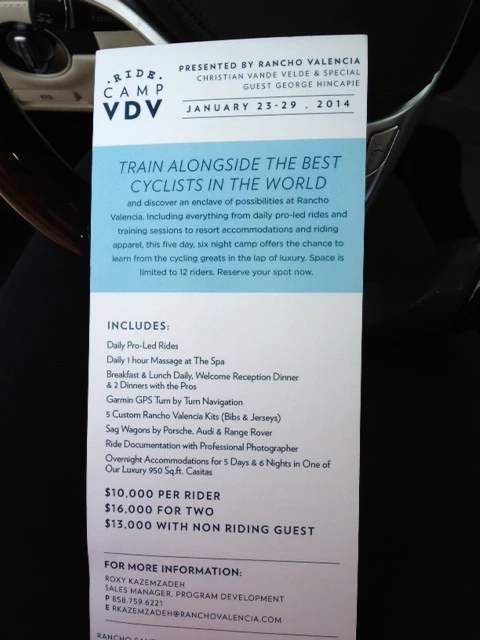 RIDE
CAMP
VDV
PRESENTED BY RANCHO VALENCIA
CHRISTIAN VANDE VELDE & SPECIAL
GUEST GEORGE HINCAPIE
JANUARY 23-29 . 2014
TRAIN ALONGSIDE THE BEST
CYCLISTS IN THE WORLD
and discover an enclave of possibilities at Rancho
Valencia. Including everything from daily pro-led rides and
training sessions to resort accommodations and riding
apparel, this five day, six night camp offers the chance to
learn from the cycling greats in the lap of luxury. Space is
limited to 12 riders. Reserve your spot now.
INCLUDES:
Daily Pro-Led Rides
Daily 1 hour Massage at The Spa
Breakfast & Lunch Daily, Welcome Reception Dinner
& 2 Dinners with the Pros
Garmin GPS Turn by Turn Navigation
5 Custom Rancho Valencia Kits (Bibs & Jerseys)
Sag Wagons by Porsche, Audi & Range Rover
Ride Documentation with Professional Photographer
Overnight Accommodations for 5 Days & 6 Nights in One of
Our Luxury 950 Sq.ft. Casitas
$10,000 PER RIDER
$16,000 FOR TWO
$13,000 WITH NON RIDING GUEST
FOR MORE INFORMATION:
ROXY KAZEMZADEH
SALES MANAGER, PROGRAM DEVELOPMENT
P 858.759.6221
E RKAZEMZADEH@RANCHOVALENCIA.COM